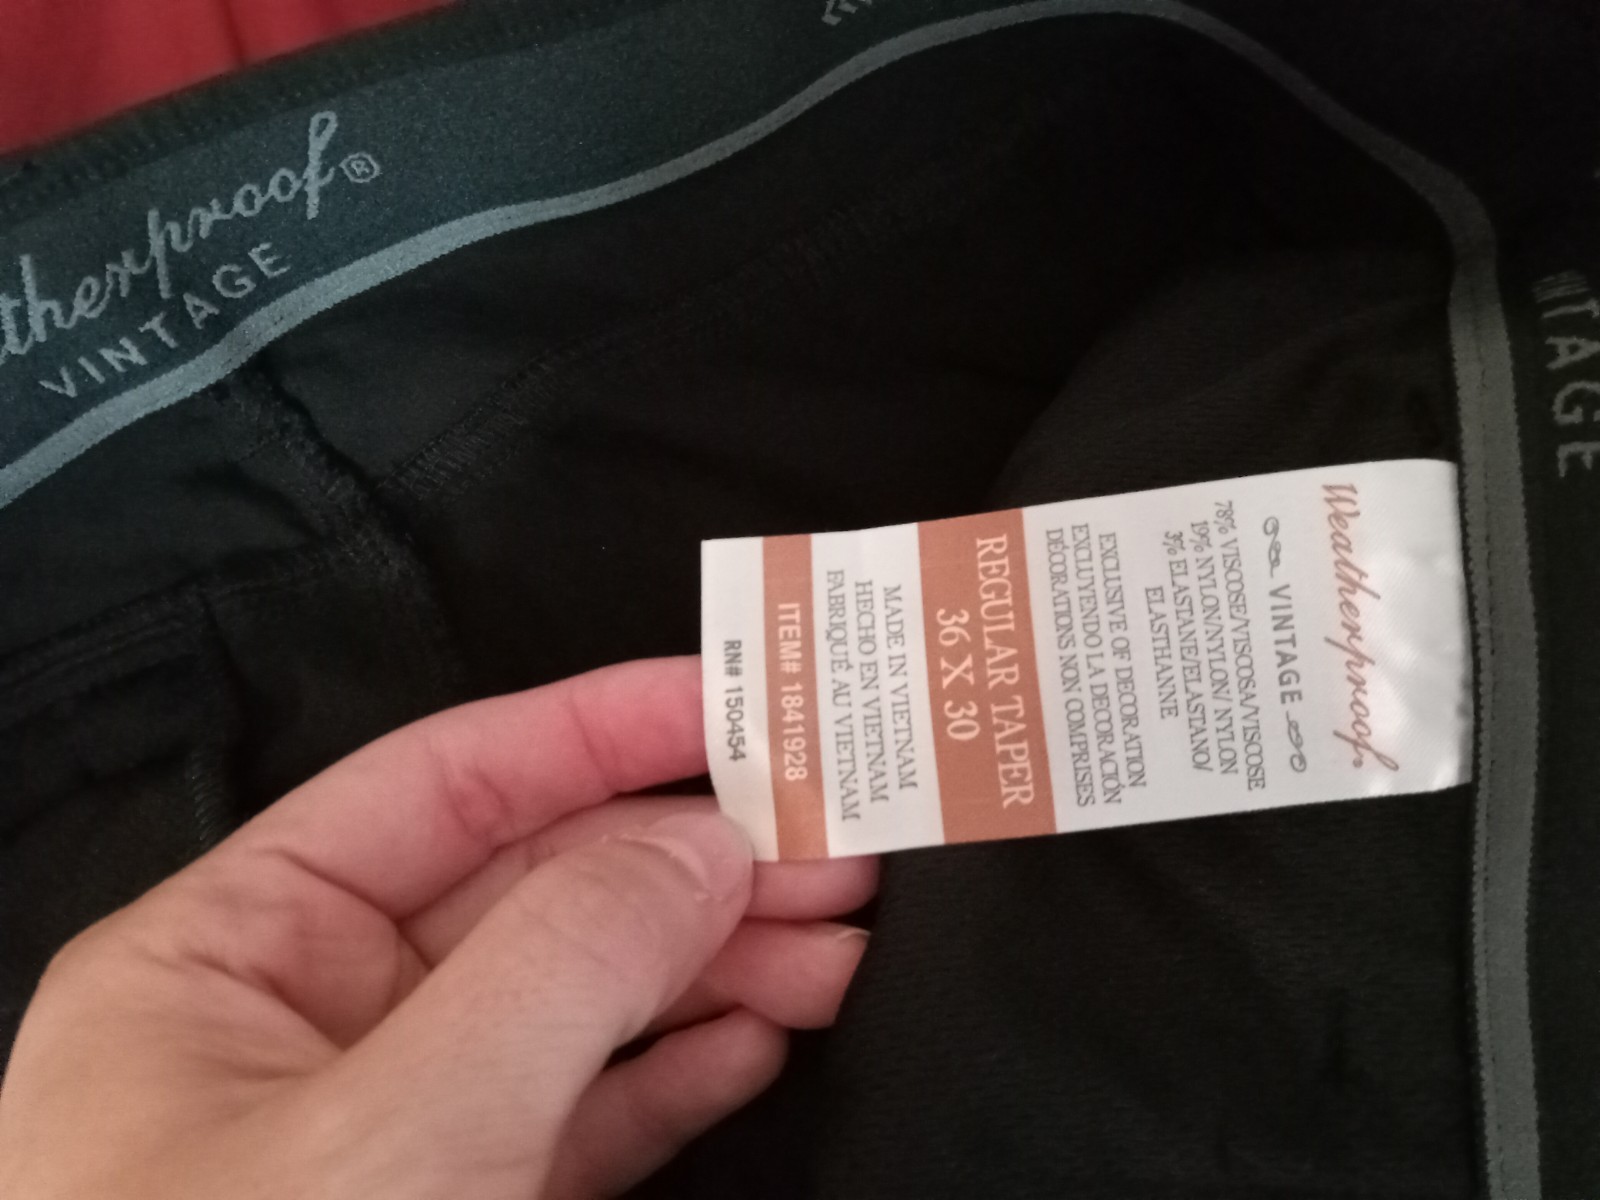 therproof®
VINTAGE
NTAGE
Weatherproof®
VINTAGE
78% VISCOSE/VISCOSA/VISCOSE
19% NYLON/NYLON/ NYLON
3% ELASTANE/ELASTANO/
ELASTHANNE
EXCLUSIVE OF DECORATION
EXCLUYENDO LA DECORACIÓN
DÉCORATIONS NON COMPRISES
REGULAR TAPER
36 X 30
MADE IN VIETNAM
HECHO EN VIETNAM
FABRIQUÉ AU VIETNAM
ITEM# 1841928
RN# 150454